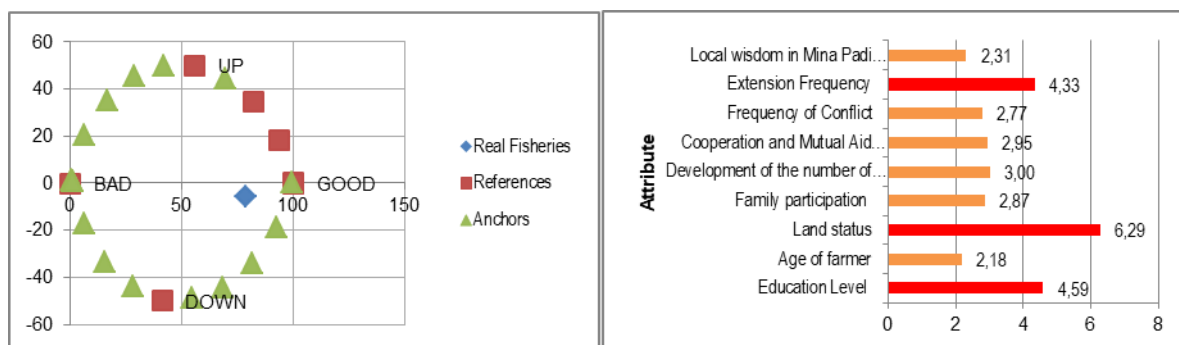 60
40
20
0
-20
-40
-60
0
50
100
150
UP
BAD
GOOD
DOWN
Real Fisheries
References
Anchors
Attribute
Local wisdom in Mina Padi... 2,31
Extension Frequency 4,33
Frequency of Conflict 2,77
Cooperation and Mutual Aid... 2,95
Development of the number of... 3,00
Family participation 2,87
Land status 6,29
Age of farmer 2,18
Education Level 4,59
0 2 4 6 8